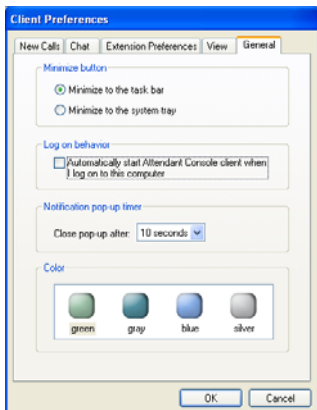 Client Preferences
New Calls Chat Extension Preferences View General
Minimize button
Minimize to the task bar
Minimize to the system tray
Log on behavior
Automatically start Attendant Console client when
I log on to this computer
Notification pop-up timer
Close pop-up after: 10 seconds
Color
green gray blue silver
OK Cancel